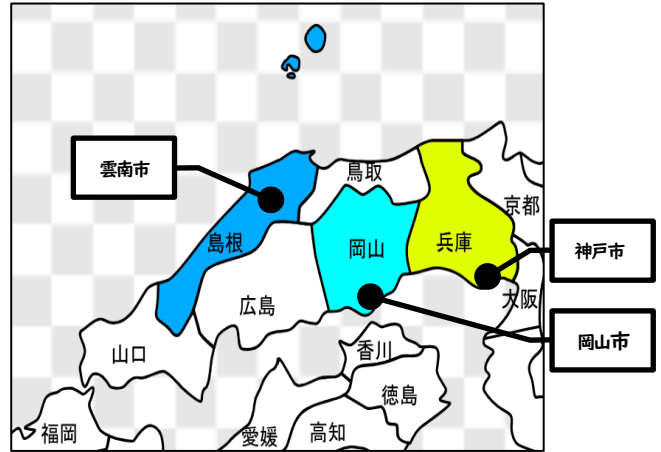 雲南市
鳥取
京都
島根
岡山
兵庫
神戸市
広島
大阪
岡山市
山口
香川
徳島
福岡
愛媛
高知